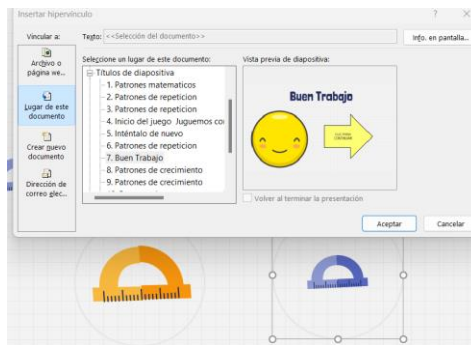 Insertar hipervínculo
? ×
Vincular a:
Texto: <<Selección del documento>>
Info. en pantalla...
Archivo o
página we...
Lugar de este
documento
Crear nuevo
documento
Dirección de
correo elec...
Seleccione un lugar de este documento:
Títulos de diapositiva
1. Patrones matematicos
2. Patrones de repeticion
3. Patrones de repeticion
4. Inicio del juego Juguemos co
5. Inténtalo de nuevo
6. Patrones de repeticion
7. Buen Trabajo
8. Patrones de crecimiento
9. Patrones de crecimiento
Vista previa de diapositiva:
Buen Trabajo
Volver al terminar la presentación
Aceptar
Cancelar